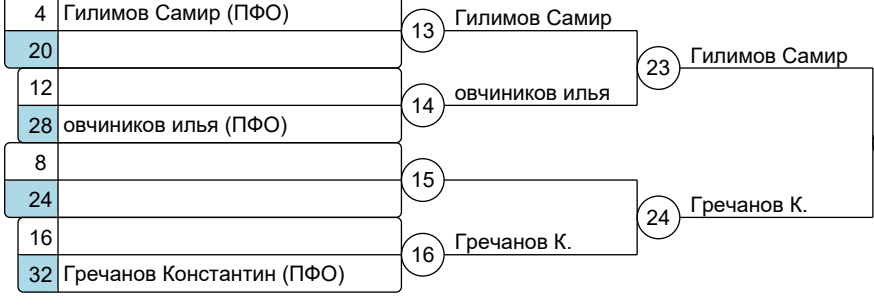 4 Гилимов Самир (ПФО)
20
13 Гилимов Самир
12
28 овчиников илья (ПФО)
14 овчиников илья
23 Гилимов Самир
8
24
15
16
32 Гречанов Константин (ПФО)
16 Гречанов К.
24 Гречанов К.